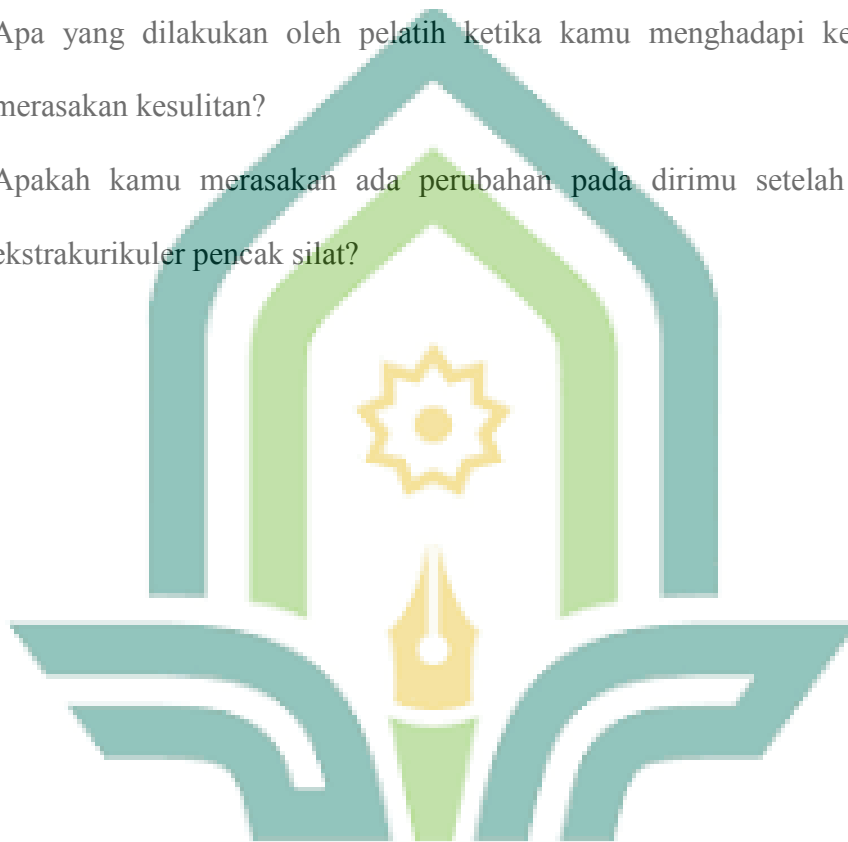 Apa yang dilakukan oleh pelatih ketika kamu menghadapi ke
merasakan kesulitan?
Apakah kamu merasakan ada perubahan pada dirimu setelah
ekstrakurikuler pencak silat?